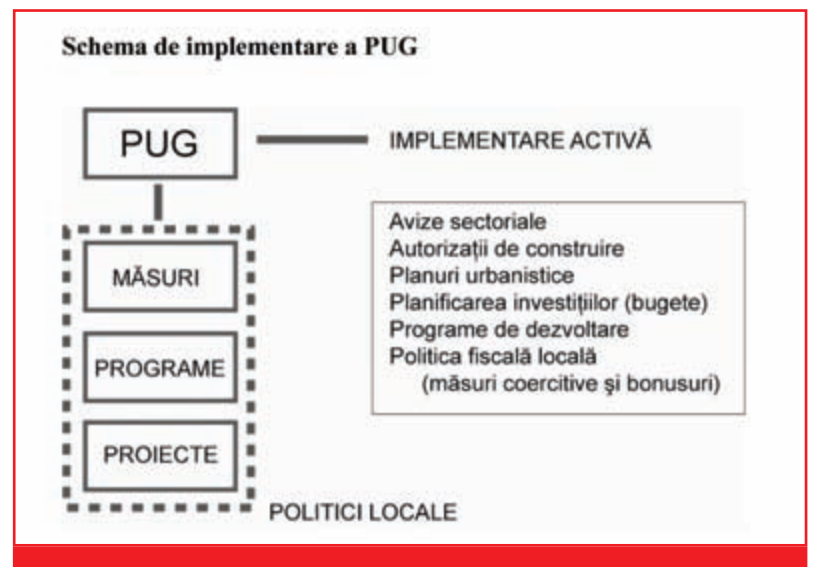 Schema de implementare a PUG
PUG
IMPLEMENTARE ACTIVĂ
MĂSURI
PROGRAME
PROIECTE
POLITICI LOCALE
Avize sectoriale
Autorizații de construire
Planuri urbanistice
Planificarea investițiilor (bugete)
Programe de dezvoltare
Politica fiscală locală
(măsuri coercitive şi bonusuri)